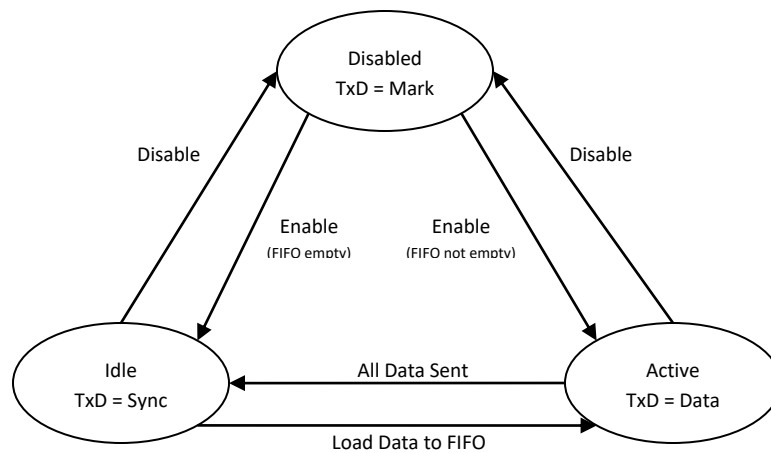 Disabled
TxD = Mark
Disable
Disable
Enable
(FIFO empty)
Enable
(FIFO not empty)
Idle
TxD = Sync
All Data Sent
Active
TxD = Data
Load Data to FIFO